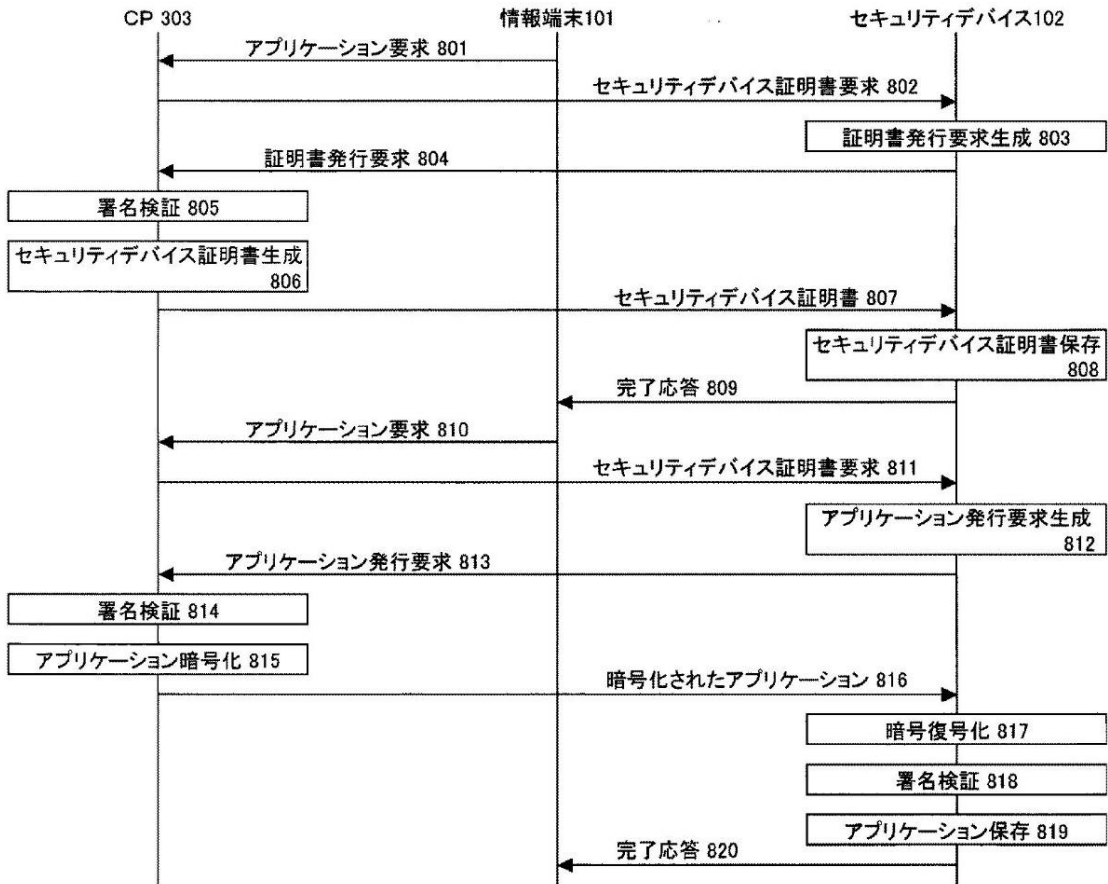 CP 303
情報端末101
セキュリティデバイス102
アプリケーション要求 801
セキュリティデバイス証明書要求 802
証明書発行要求生成 803
証明書発行要求 804
署名検証 805
セキュリティデバイス証明書生成
806
セキュリティデバイス証明書 807
セキュリティデバイス証明書保存
808
完了応答 809
アプリケーション要求 810
セキュリティデバイス証明書要求 811
アプリケーション発行要求生成
812
アプリケーション発行要求 813
署名検証 814
アプリケーション暗号化 815
暗号化されたアプリケーション 816
暗号復号化 817
署名検証 818
アプリケーション保存 819
完了応答 820